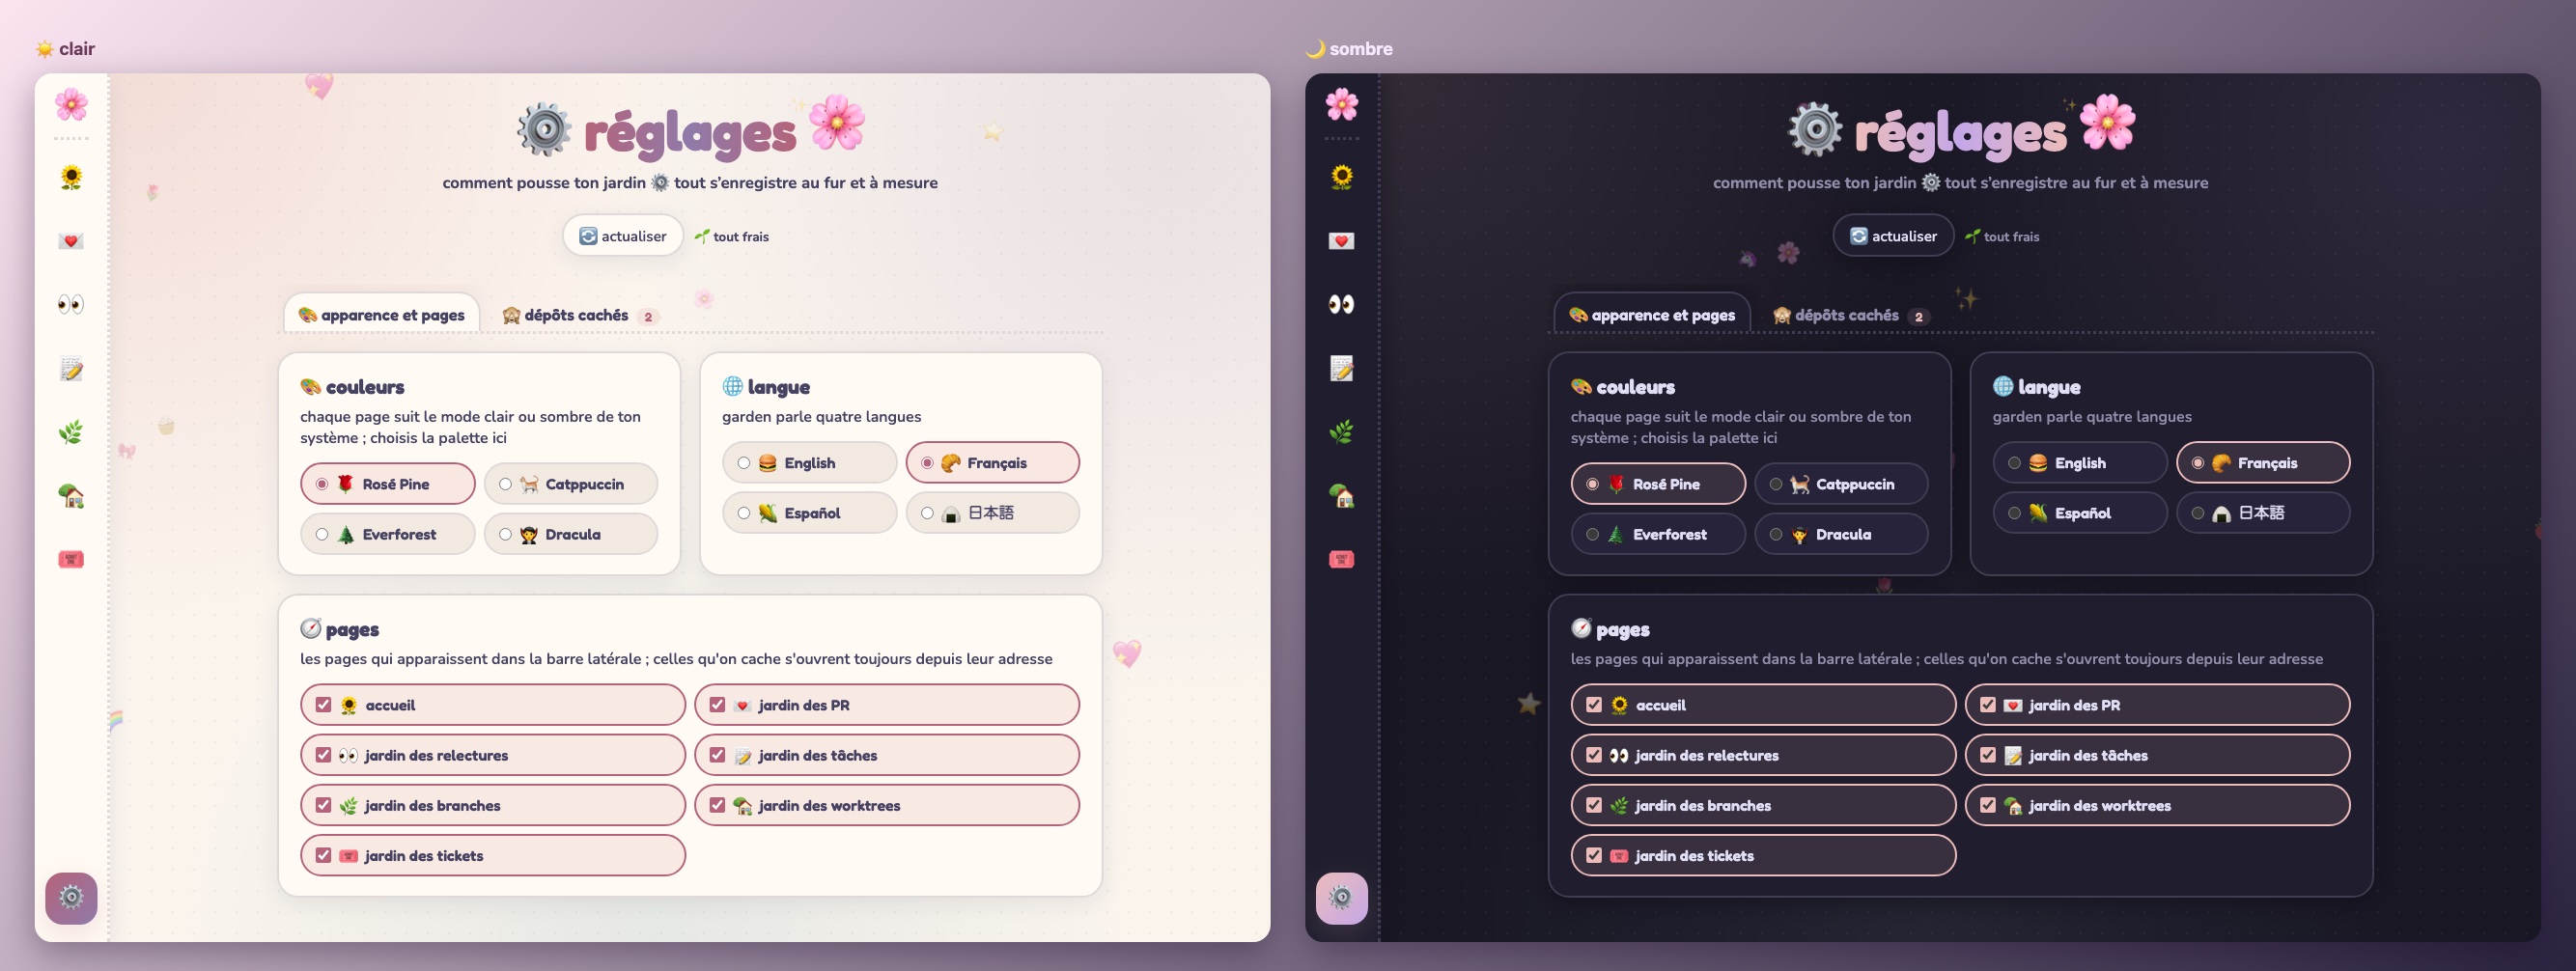 clair
réglages
comment pousse ton jardin ⚙️ tout s'enregistre au fur et à mesure
actualiser
tout frais
apparence et pages
dépôts cachés 2
couleurs
chaque page suit le mode clair ou sombre de ton
système ; choisis la palette ici
Rosé Pine
Catppuccin
Everforest
Dracula
langue
garden parle quatre langues
English
Français
Español
日本語
pages
les pages qui apparaissent dans la barre latérale ; celles qu'on cache s'ouvrent toujours depuis leur adresse
accueil
jardin des PR
jardin des relectures
jardin des tâches
jardin des branches
jardin des worktrees
jardin des tickets
sombre
réglages
comment pousse ton jardin ⚙️ tout s'enregistre au fur et à mesure
actualiser
tout frais
apparence et pages
dépôts cachés 2
couleurs
chaque page suit le mode clair ou sombre de ton
système ; choisis la palette ici
Rosé Pine
Catppuccin
Everforest
Dracula
langue
garden parle quatre langues
English
Français
Español
日本語
pages
les pages qui apparaissent dans la barre latérale ; celles qu'on cache s'ouvrent toujours depuis leur adresse
accueil
jardin des PR
jardin des relectures
jardin des tâches
jardin des branches
jardin des worktrees
jardin des tickets